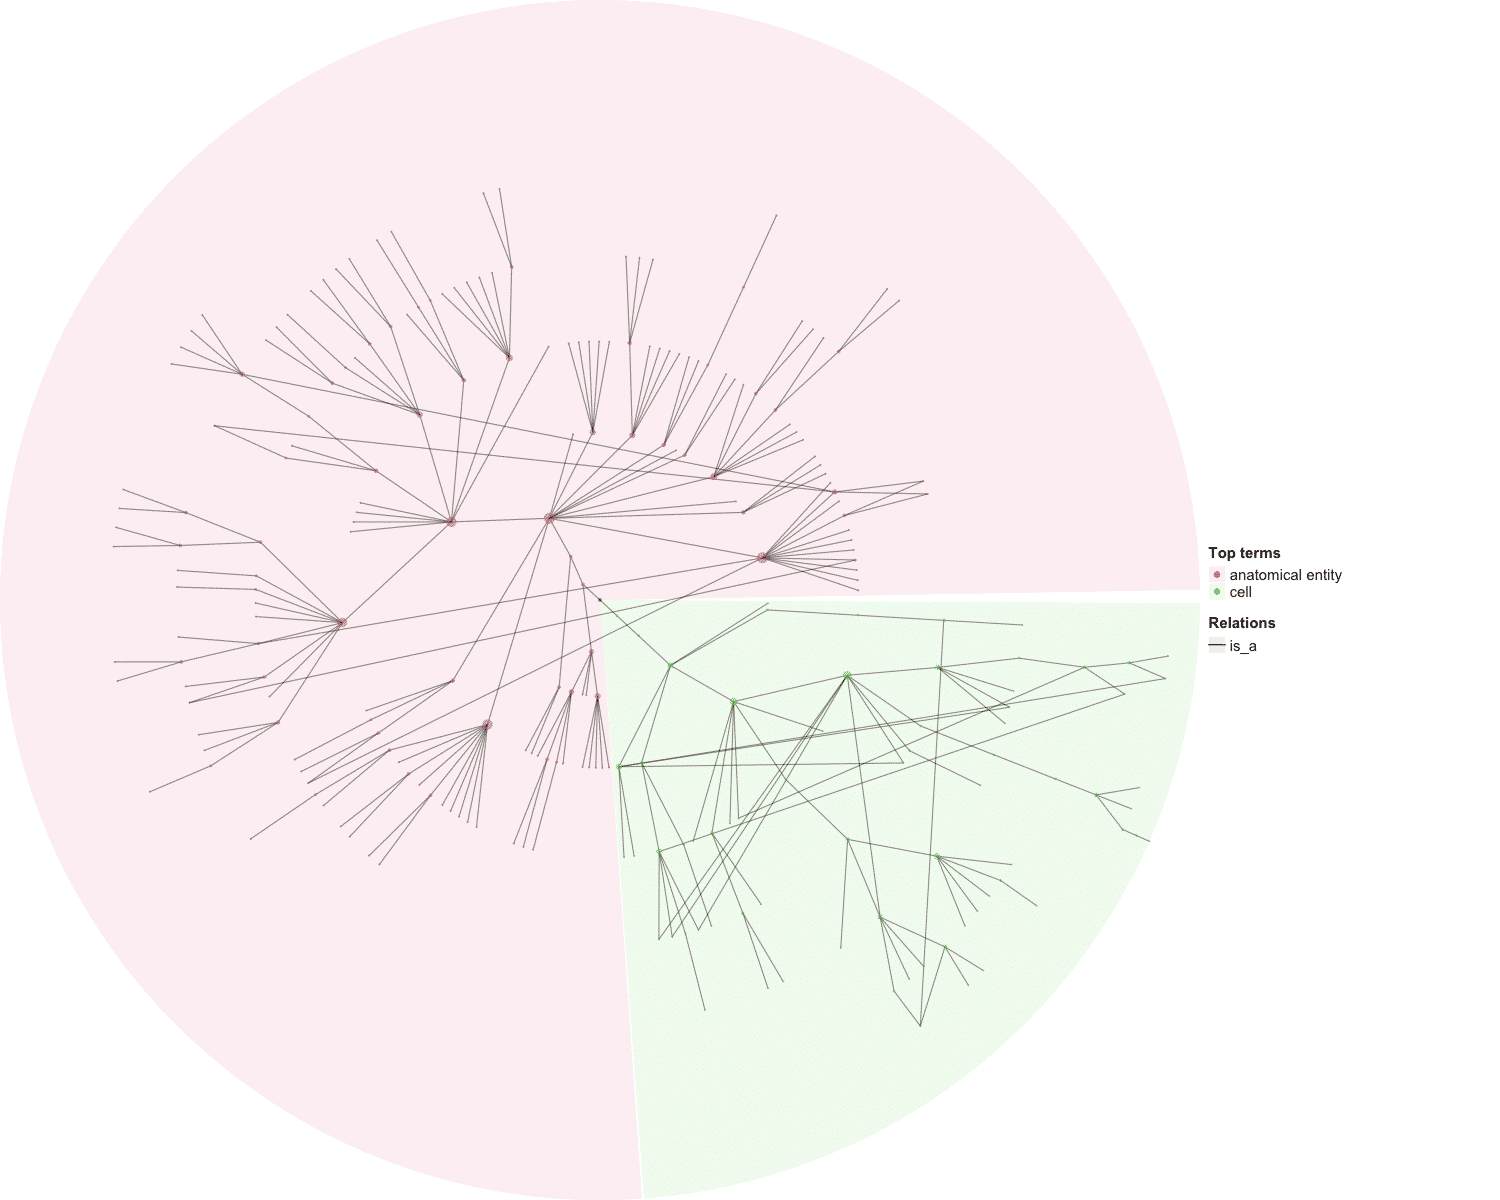 Top terms
anatomical entity
cell
Relations
is_a